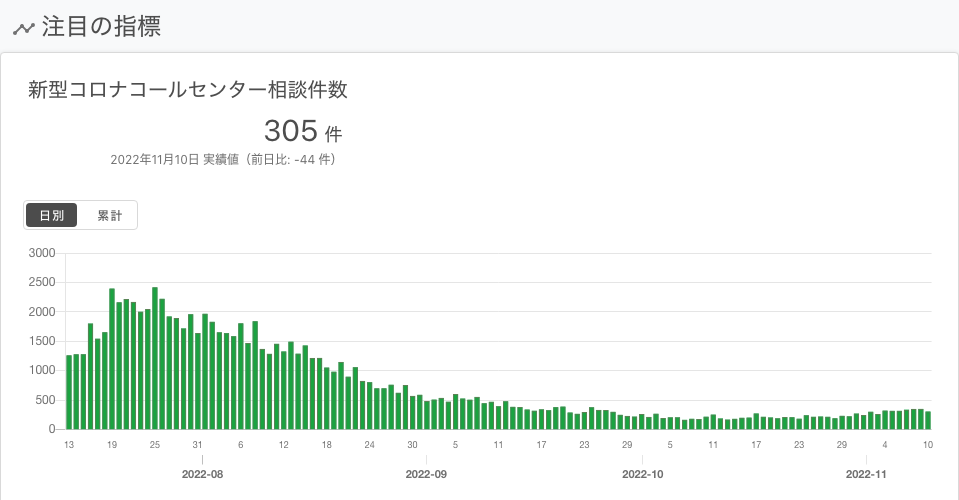 注目の指標
新型コロナコールセンター相談件数
305 件
2022年11月10日 実績値（前日比: -44 件）
日別 累計
3000
2500
2000
1500
1000
500
0
13 19 25 31 6 12 18 24 30 5 11 17 23 29 5 11 17 23 29 4 10
2022-08 2022-09 2022-10 2022-11